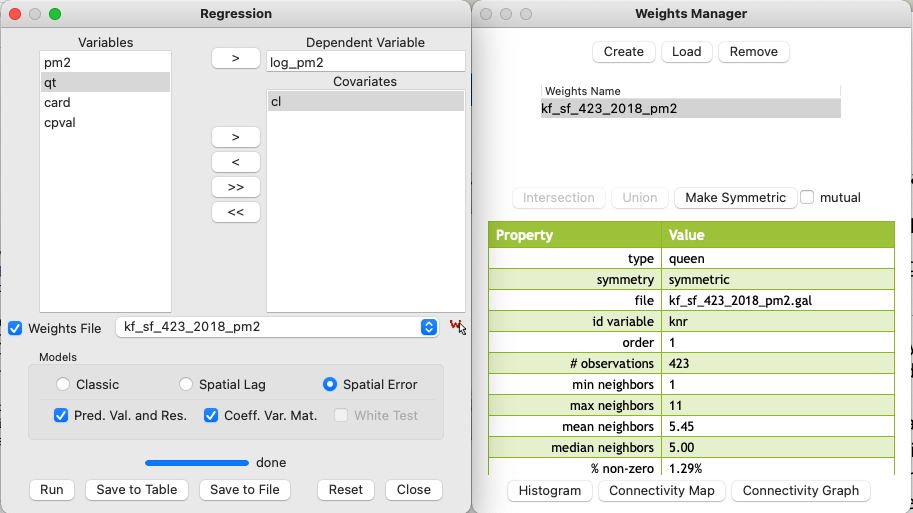 Regression
Variables
Dependent Variable
pm2
qt
card
cpval
>
log_pm2
Covariates
cl
>
<
>>
<<
Weights File
kf_sf_423_2018_pm2
W
Models
Classic
Spatial Lag
Spatial Error
Pred. Val. and Res.
Coeff. Var. Mat.
White Test
done
Run
Save to Table
Save to File
Reset
Close
Weights Manager
Create
Load
Remove
Weights Name
kf_sf_423_2018_pm2
Intersection
Union
Make Symmetric
mutual
Property Value
type queen
symmetry symmetric
file kf_sf_423_2018_pm2.gal
id variable knr
order 1
# observations 423
min neighbors 1
max neighbors 11
mean neighbors 5.45
median neighbors 5.00
% non-zero 1.29%
Histogram
Connectivity Map
Connectivity Graph